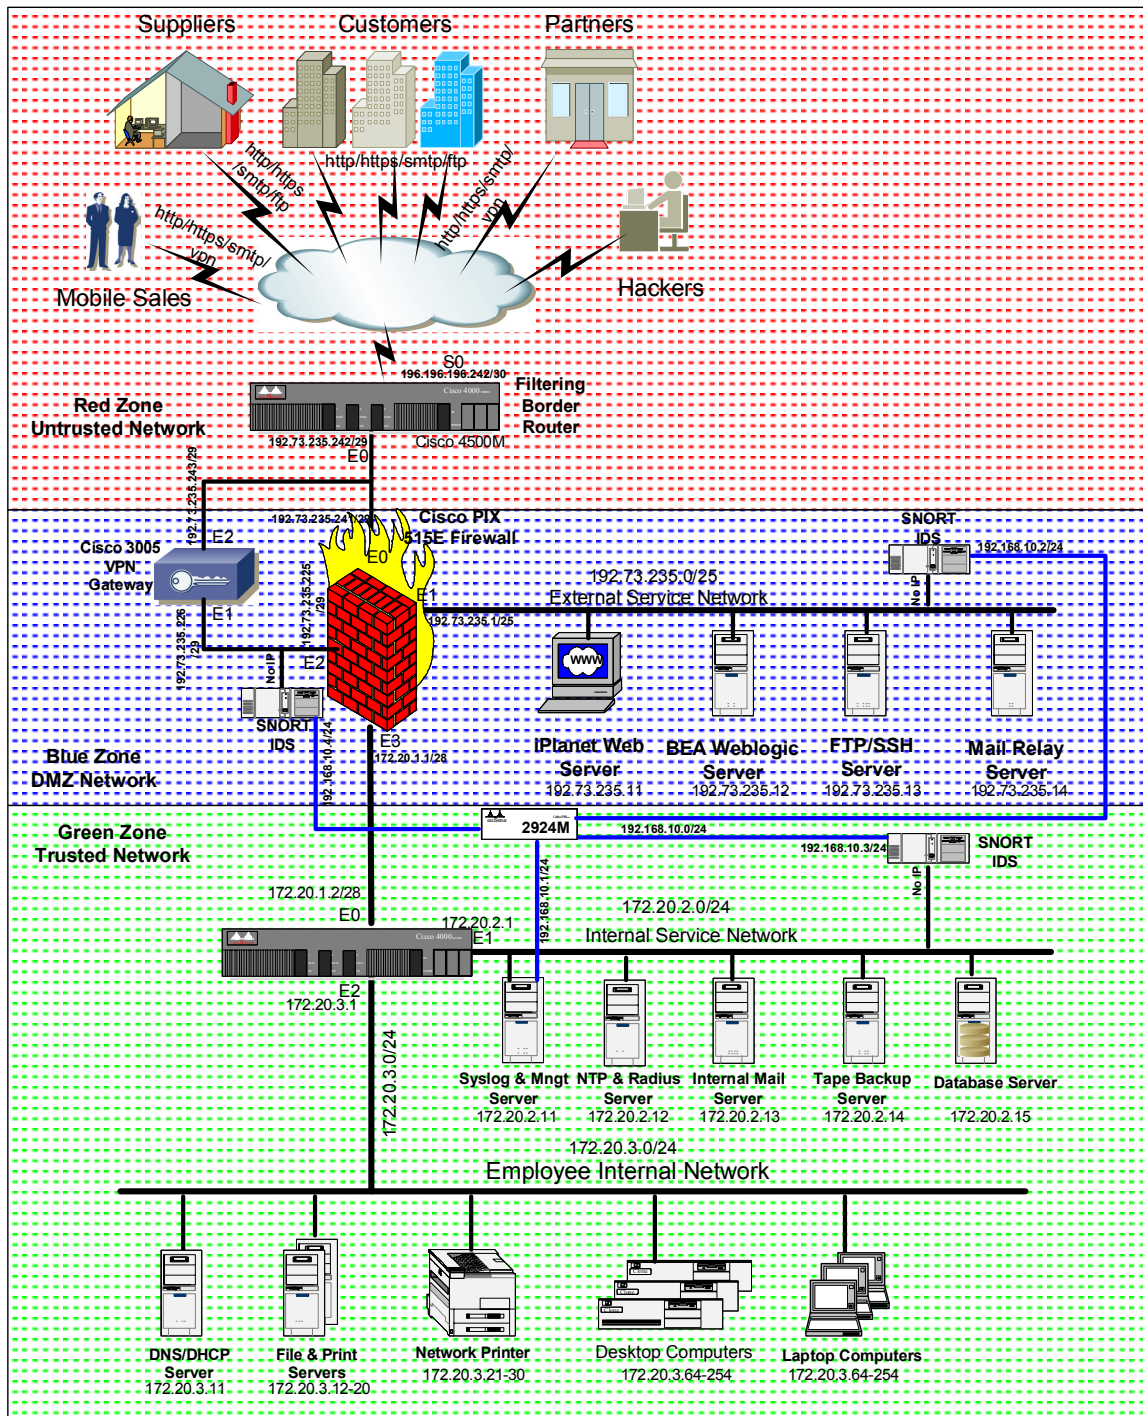 Suppliers
Customers
Partners
http/https
/smtp/ftp
http/https/smtp/ftp
http/https/smtp/
vpn
http/https/smtp/
vpn
Mobile Sales
Hackers
S0
196.196.196.242/30
Cisco 4000
Filtering
Border
Router
Red Zone
Untrusted Network
192.73.235.242/29
Cisco 4500M
E0
192.73.235.243/29
192.73.235.241/29
Cisco PIX
515E Firewall
E0
SNORT
IDS
192.168.10.2/24
No IP
Cisco 3005
VPN
Gateway
E2
E1
192.73.235.225
/29
192.73.235.226
/29
E1
192.73.235.1/25
192.73.235.0/25
External Service Network
E2
No IP
SNORT
IDS
192.168.10.4/24
E3
172.20.1.1/28
WWW
iPlanet Web
Server
192.73.235.11
BEA Weblogic
Server
192.73.235.12
FTP/SSH
Server
192.73.235.13
Mail Relay
Server
192.73.235.14
Blue Zone
DMZ Network
Green Zone
Trusted Network
2924M
192.168.10.0/24
192.168.10.3/24
SNORT
IDS
No IP
192.168.10.1/24
172.20.1.2/28
E0
172.20.2.1
E1
172.20.2.0/24
Internal Service Network
Cisco 4000
E2
172.20.3.1
172.20.3.0/24
Syslog & Mngt
Server
172.20.2.11
NTP & Radius
Server
172.20.2.12
Internal Mail
Server
172.20.2.13
Tape Backup
Server
172.20.2.14
Database Server
172.20.2.15
172.20.3.0/24
Employee Internal Network
DNS/DHCP
Server
172.20.3.11
File & Print
Servers
172.20.3.12-20
Network Printer
172.20.3.21-30
Desktop Computers
172.20.3.64-254
Laptop Computers
172.20.3.64-254